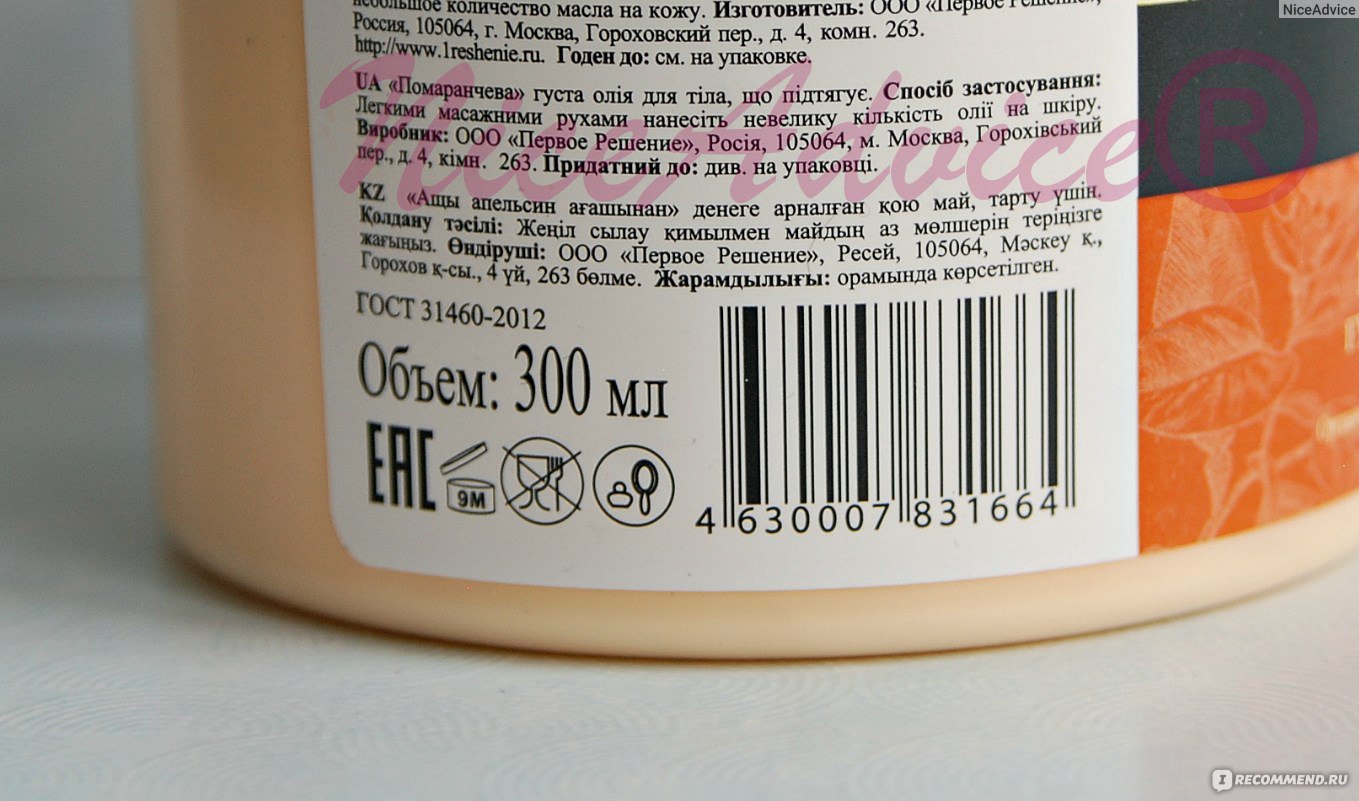 небольшое количество масла на кожу. Изготовитель: ООО «Первое Решение»,
Россия, 105064, г. Москва, Гороховский пер., д. 4, комн. 263.
http://www.1reshenie.ru. Годен до: см. на упаковке.
UA «Помаранчева» густа олія для тіла, що підтягує. Спосіб застосування:
Легкими масажними рухами нанесіть невелику кількість олії на шкіру.
Виробник: ООО «Первое Решение», Росія, 105064, м. Москва, Горохівський
пер., д. 4, кімн. 263. Придатний до: див. на упаковці.
KZ «Ащы апельсин ағашынан» денеге арналған қою май, тарту үшін.
Қолдану тәсілі: Жеңіл сылау қимылмен майдың аз мөлшерін теріңізге
жағыңыз. Өндіруші: ООО «Первое Решение», Ресей, 105064, Мәскеу қ.,
Горохов қ-сы., 4 үй, 263 бөлме. Жарамдылығы: орамында көрсетілген.
ГОСТ 31460-2012
Объем: 300 мл
EAC
9M
4 630007 831664
NiceAdvice®
NiceAdvice
IRECOMMEND.RU